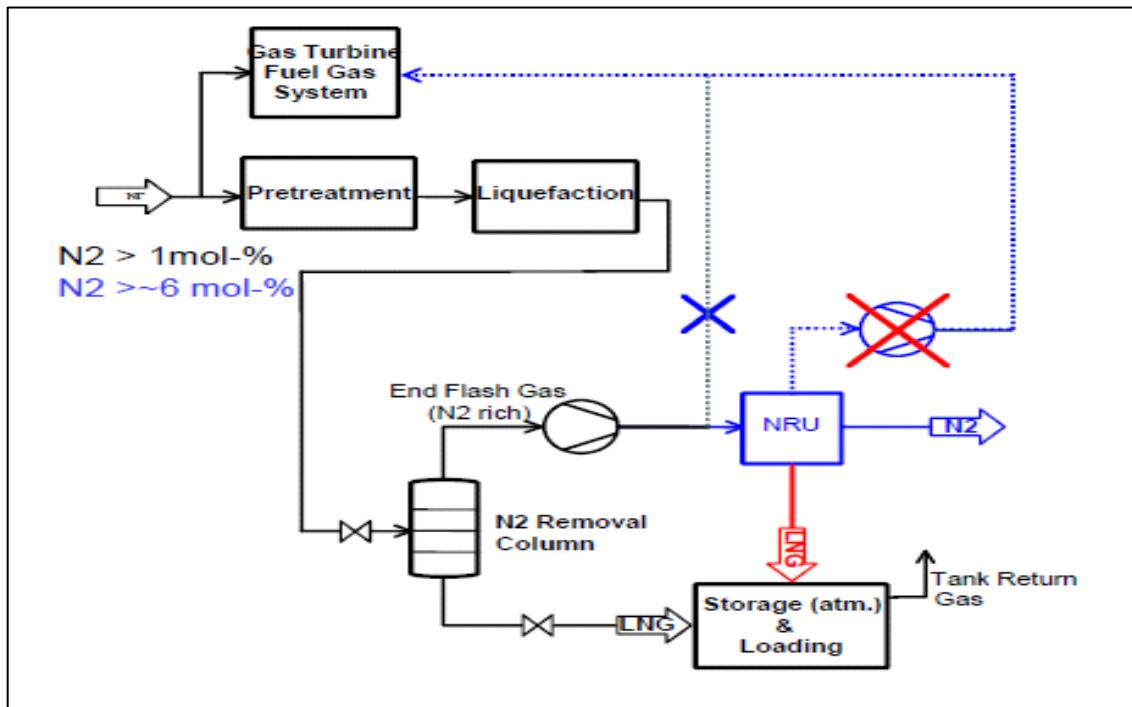 Gas Turbine
Fuel Gas
System
Pretreatment
Liquefaction
N2 > 1mol-%
N2 >~6 mol-%
End Flash Gas
(N2 rich)
NRU
N2
N2 Removal
Column
LNG
LNG
Storage (atm.)
&
Loading
Tank Return
Gas